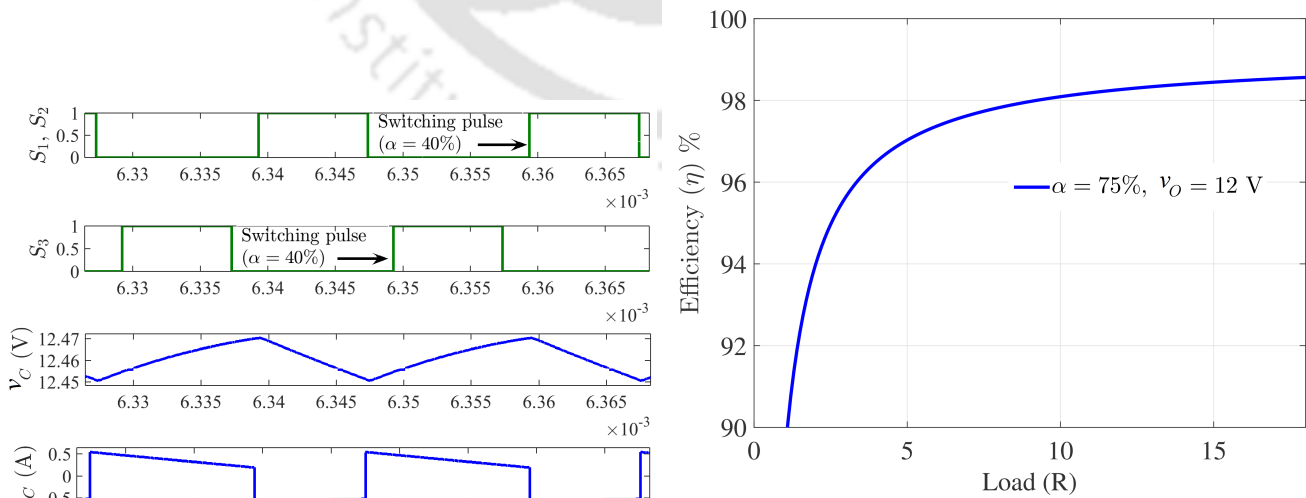 stit
S1, S2
1
0.5
0
Switching pulse
(α = 40%)
6.33 6.335 6.34 6.345 6.35 6.355 6.36 6.365
×10⁻³
S3
1
0.5
0
Switching pulse
(α = 40%)
6.33 6.335 6.34 6.345 6.35 6.355 6.36 6.365
×10⁻³
vC (V)
12.47
12.46
12.45
6.33 6.335 6.34 6.345 6.35 6.355 6.36 6.365
×10⁻³
C (A)
0.5
0
Efficiency (η) %
100
98
96
94
92
90
α = 75%, vO = 12 V
0 5 10 15
Load (R)